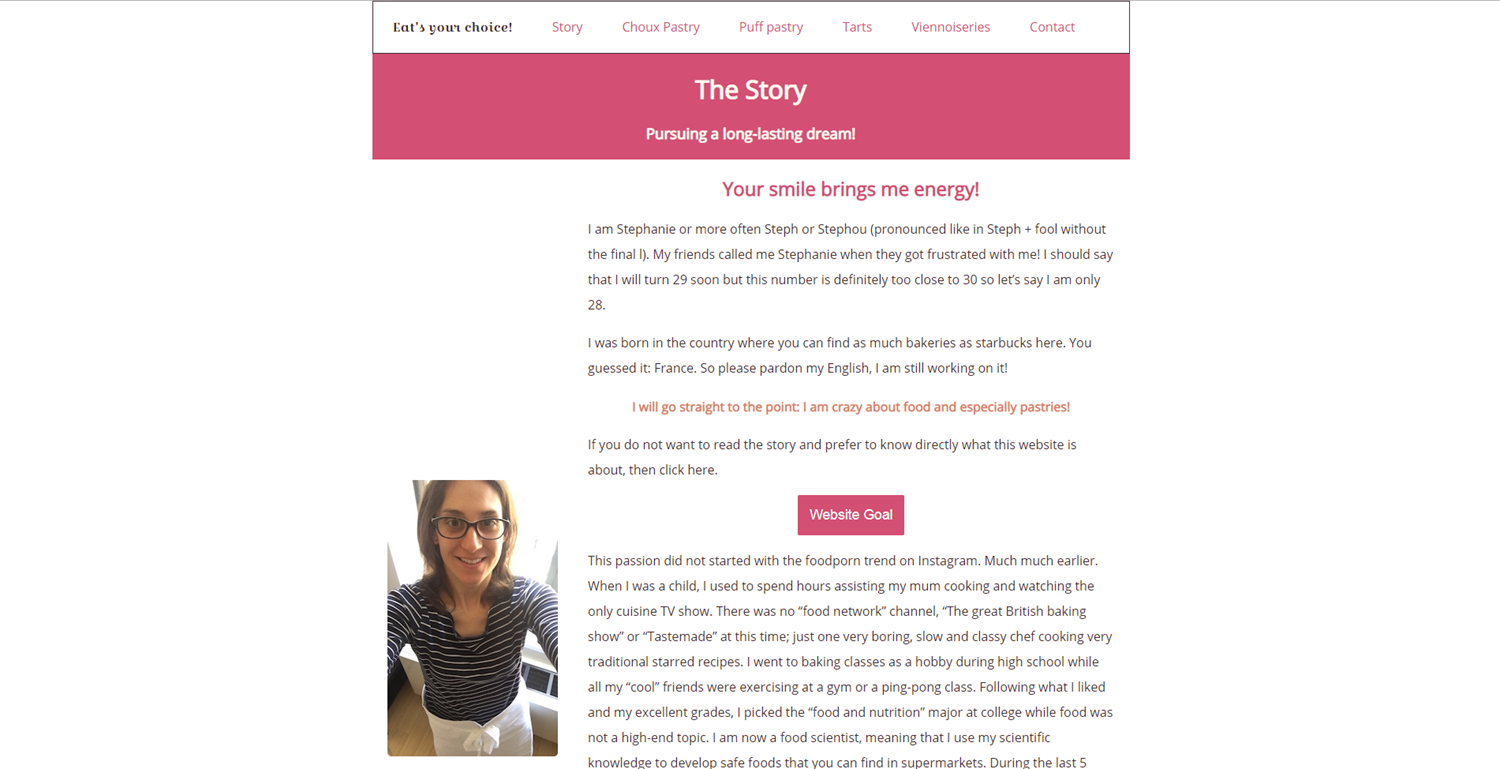 Eat's your choice! Story Choux Pastry Puff pastry Tarts Viennoiseries Contact
The Story
Pursuing a long-lasting dream!
Your smile brings me energy!
I am Stephanie or more often Steph or Stephou (pronounced like in Steph + fool without
the final l). My friends called me Stephanie when they got frustrated with me! I should say
that I will turn 29 soon but this number is definitely too close to 30 so let’s say I am only
28.
I was born in the country where you can find as much bakeries as starbucks here. You
guessed it: France. So please pardon my English, I am still working on it!
I will go straight to the point: I am crazy about food and especially pastries!
If you do not want to read the story and prefer to know directly what this website is
about, then click here.
Website Goal
This passion did not started with the foodporn trend on Instagram. Much much earlier.
When I was a child, I used to spend hours assisting my mum cooking and watching the
only cuisine TV show. There was no “food network” channel, “The great British baking
show” or “Tastemade” at this time; just one very boring, slow and classy chef cooking very
traditional starred recipes. I went to baking classes as a hobby during high school while
all my “cool” friends were exercising at a gym or a ping-pong class. Following what I liked
and my excellent grades, I picked the “food and nutrition” major at college while food was
not a high-end topic. I am now a food scientist, meaning that I use my scientific
knowledge to develop safe foods that you can find in supermarkets. During the last 5